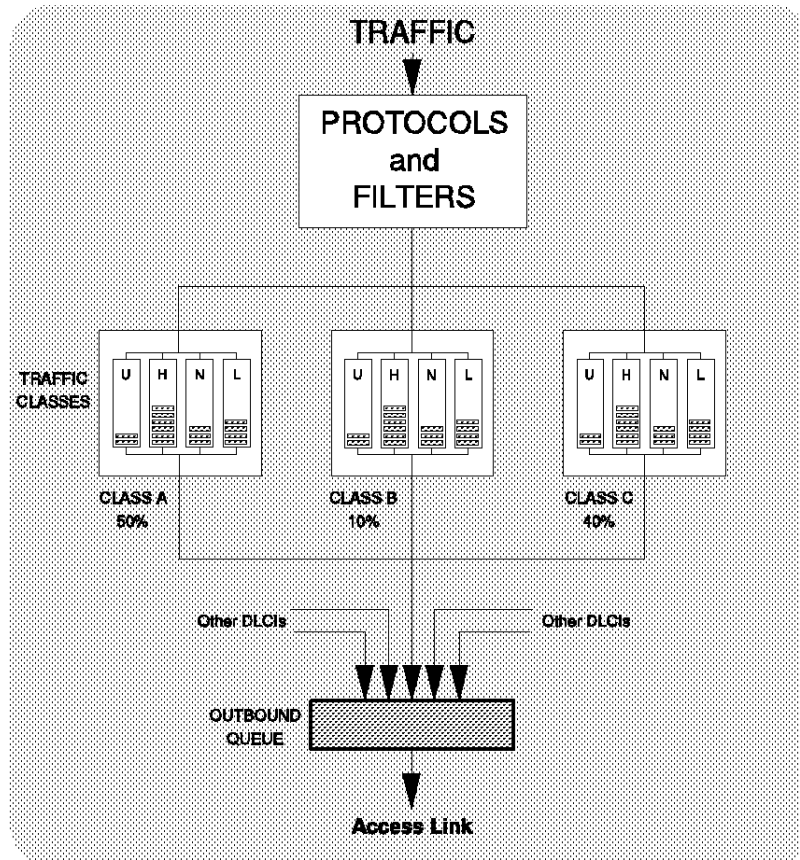 TRAFFIC
PROTOCOLS
and
FILTERS
TRAFFIC
CLASSES
U H N L
U H N L
U H N L
CLASS A
50%
CLASS B
10%
CLASS C
40%
Other DLCIs
Other DLCIs
OUTBOUND
QUEUE
Access Link